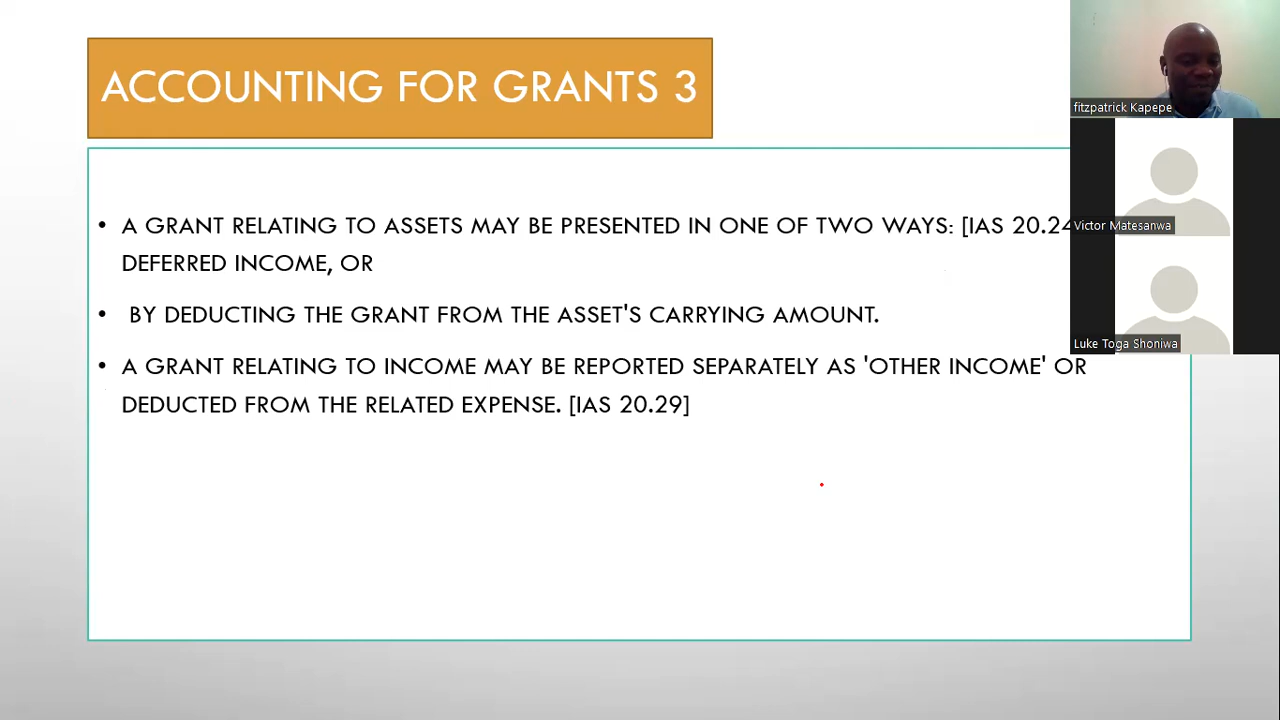 ACCOUNTING FOR GRANTS 3
• A GRANT RELATING TO ASSETS MAY BE PRESENTED IN ONE OF TWO WAYS: [IAS 20.24
DEFERRED INCOME, OR
• BY DEDUCTING THE GRANT FROM THE ASSET'S CARRYING AMOUNT.
• A GRANT RELATING TO INCOME MAY BE REPORTED SEPARATELY AS 'OTHER INCOME' OR
DEDUCTED FROM THE RELATED EXPENSE. [IAS 20.29]
fitzpatrick Kapepe
Victor Matesanwa
Luke Toga Shoniwa